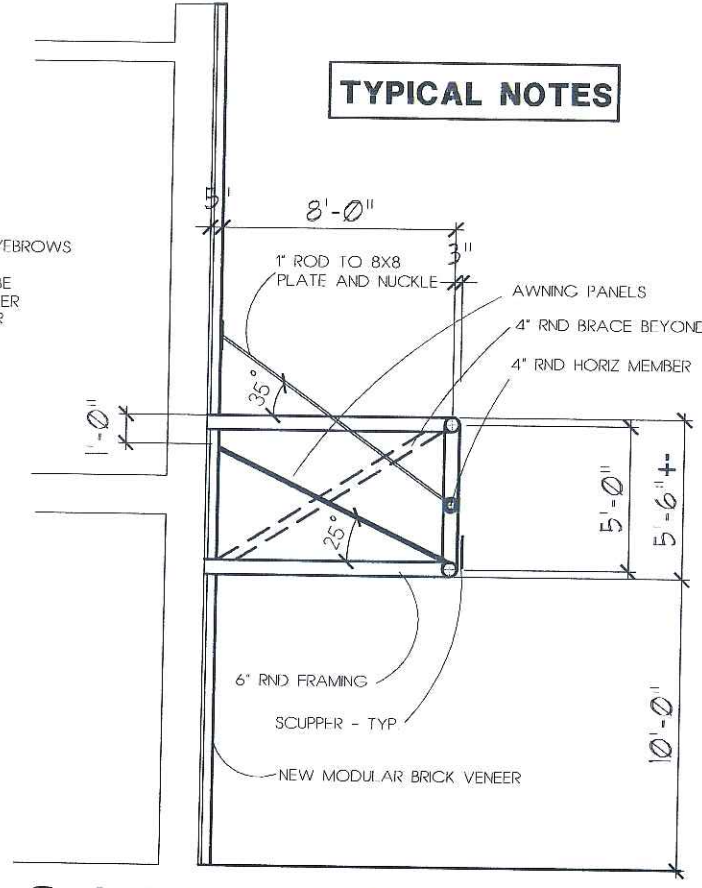 TYPICAL NOTES
5"
8'-0"
3"
1" ROD TO 8X8
PLATE AND NUCKLE
AWNING PANELS
4" RND BRACE BEYOND
4" RND HORIZ MEMBER
YEBROWS
BE
ER
R
35°
1'-0"
25°
5'-0"
5'-6"+-
6" RND FRAMING
SCUPPER - TYP
NEW MODULAR BRICK VENEER
10'-0"